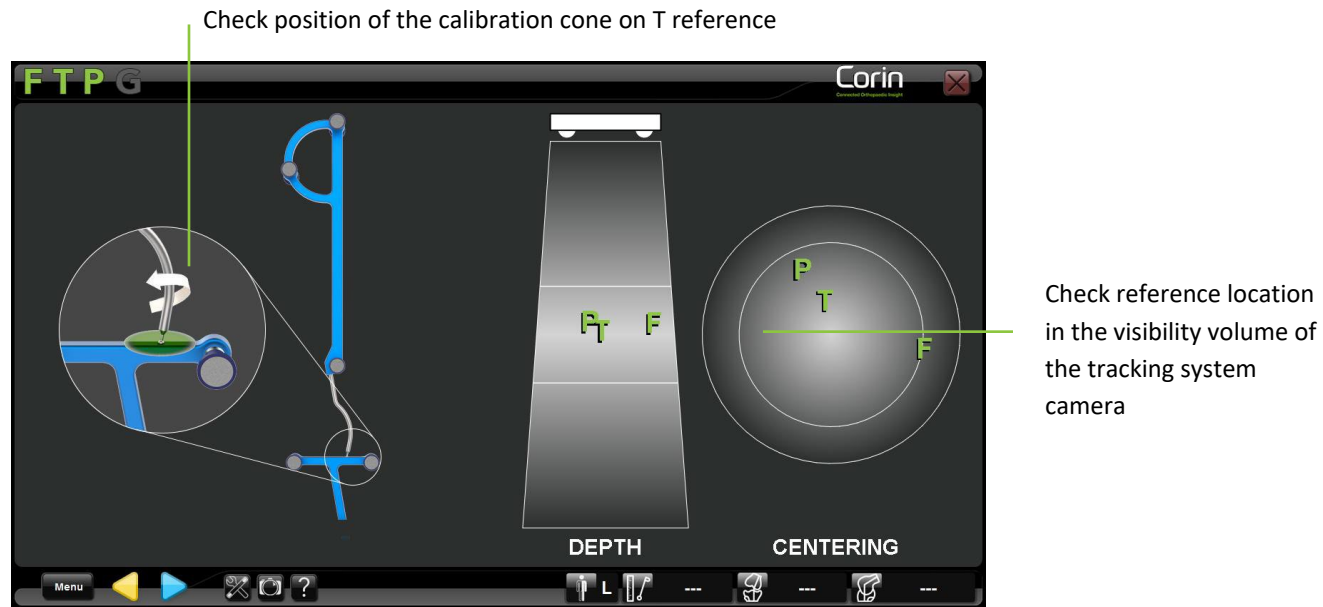 Check position of the calibration cone on T reference
F T P G
Corin
Connected Orthopaedic Insight
P
T
F
P
T
F
Check reference location
in the visibility volume of
the tracking system
camera
DEPTH
CENTERING
Menu
?
L
---
---
---